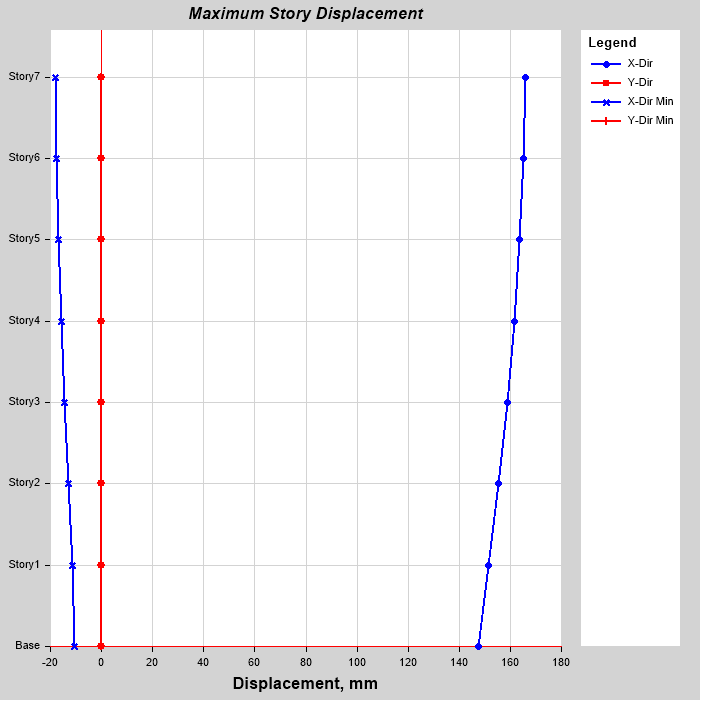 Maximum Story Displacement
Legend
X-Dir
Y-Dir
X-Dir Min
Y-Dir Min
Story7
Story6
Story5
Story4
Story3
Story2
Story1
Base
-20 0 20 40 60 80 100 120 140 160 180
Displacement, mm